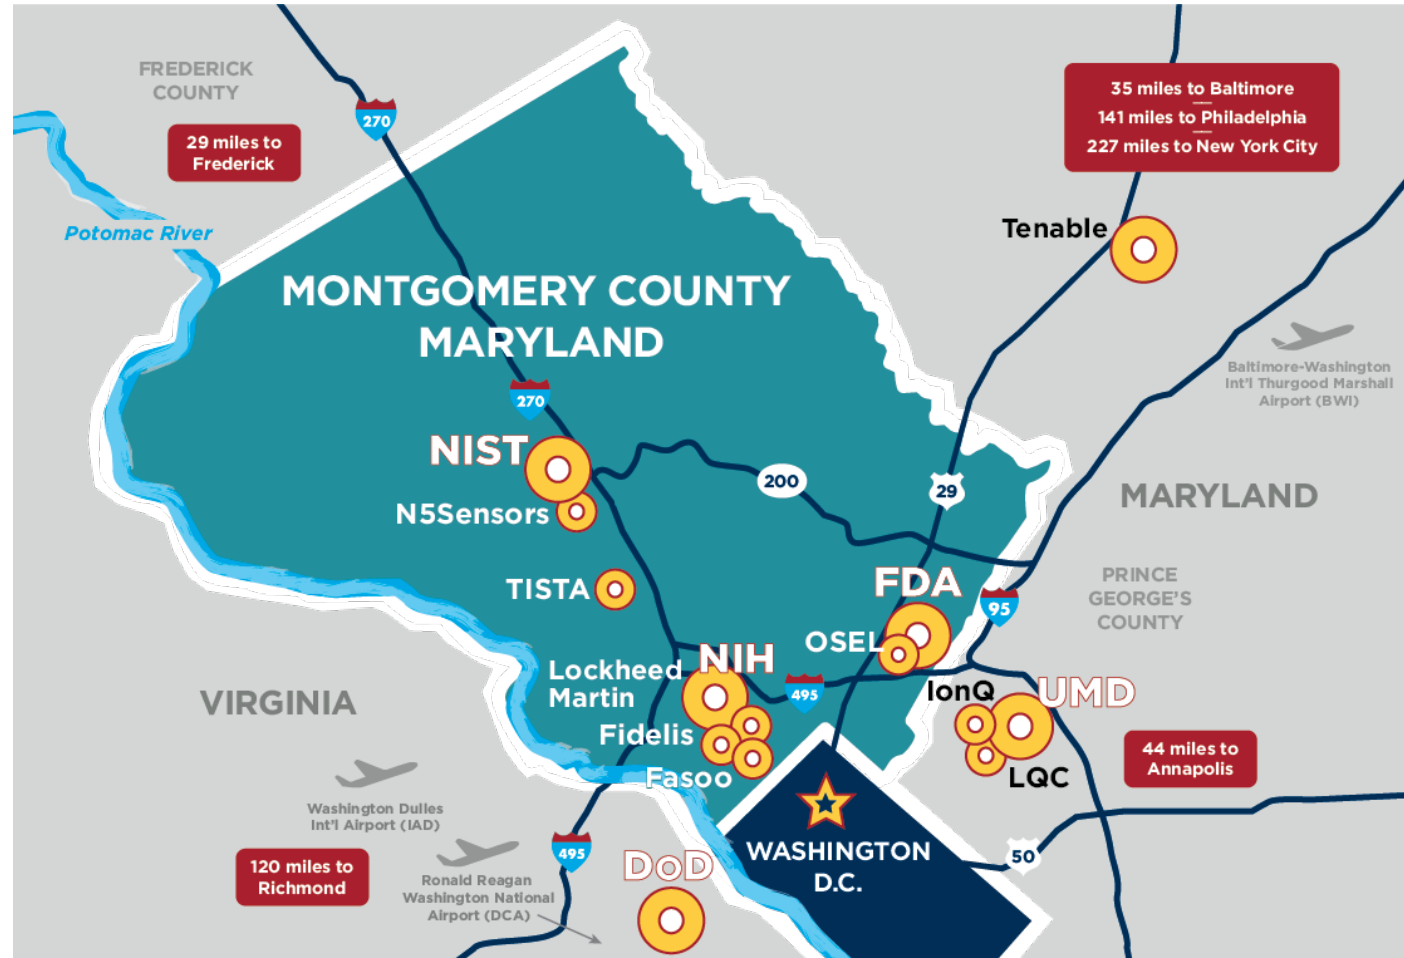 FREDERICK
COUNTY
270
29 miles to
Frederick
35 miles to Baltimore
141 miles to Philadelphia
227 miles to New York City
Potomac River
Tenable
MONTGOMERY COUNTY
MARYLAND
Baltimore-Washington
Int'l Thurgood Marshall
Airport (BWI)
270
NIST
200
29
MARYLAND
N5Sensors
TISTA
FDA
PRINCE
GEORGE'S
COUNTY
95
OSEL
Lockheed
Martin
NIH
495
IonQ
UMD
VIRGINIA
Fidelis
Fasoo
LQC
44 miles to
Annapolis
Washington Dulles
Int'l Airport (IAD)
WASHINGTON
D.C.
50
495
120 miles to
Richmond
DoD
Ronald Reagan
Washington National
Airport (DCA)